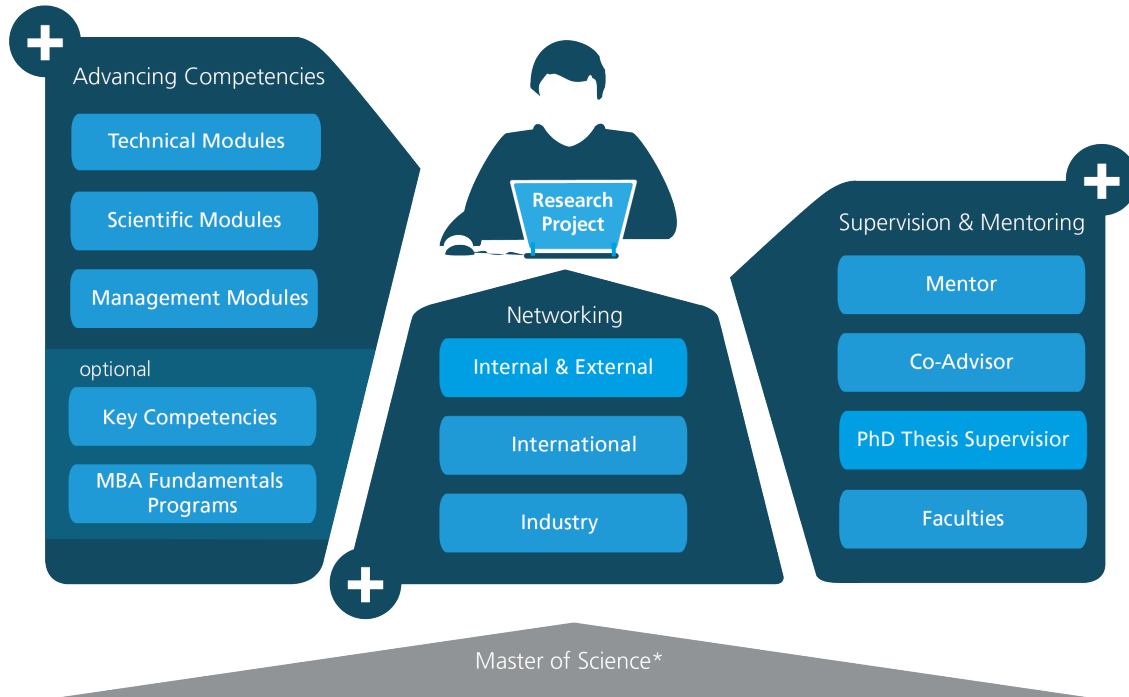 Advancing Competencies
Technical Modules
Scientific Modules
Management Modules
optional
Key Competencies
MBA Fundamentals
Programs
Research
Project
Networking
Internal & External
International
Industry
Supervision & Mentoring
Mentor
Co-Advisor
PhD Thesis Supervisior
Faculties
Master of Science*